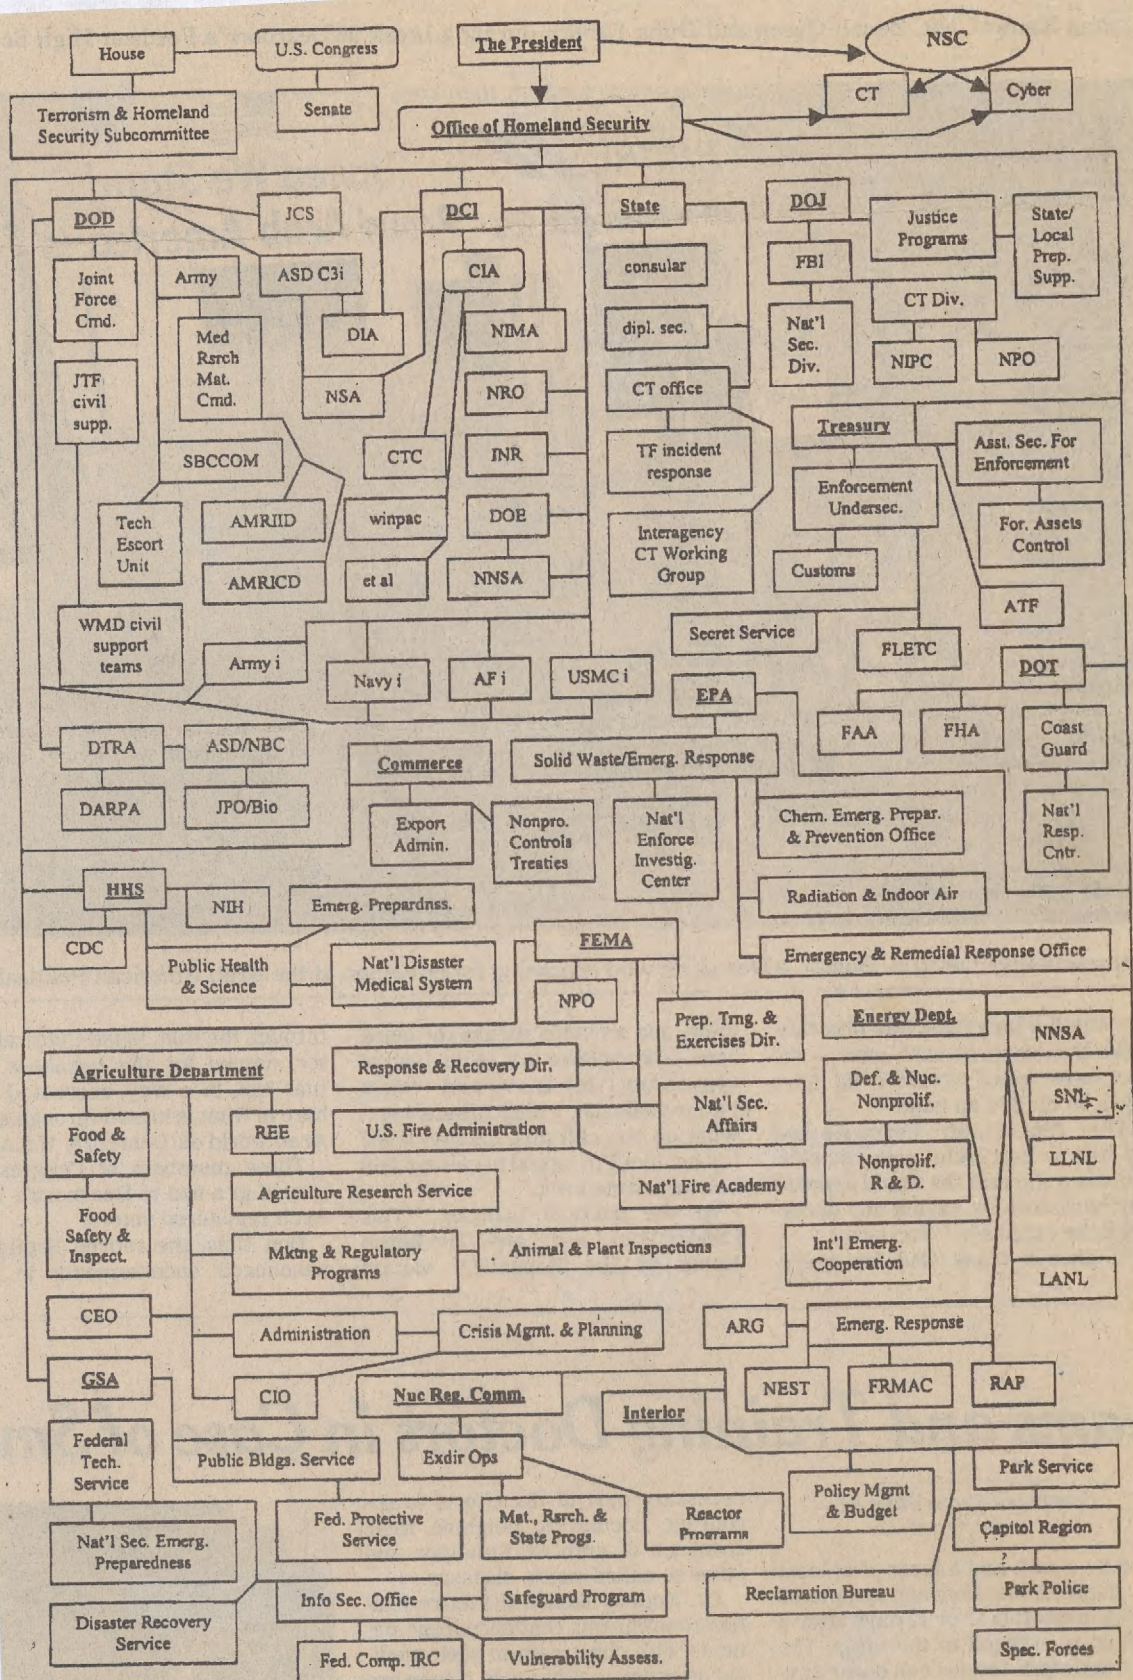 House
U.S. Congress
The President
NSC
Terrorism & Homeland
Security Subcommittee
Senate
CT
Cyber
Office of Homeland Security
DOD
JCS
DCI
State
DOJ
Justice
Programs
State/
Local
Prep.
Supp.
Joint
Force
Cmd.
Army
ASD C3i
CIA
consular
FBI
CT Div.
Med
Rsrch
Mat.
Cmd.
DIA
NIMA
dipl. sec.
Nat'l
Sec.
Div.
NIPC
NPO
JTF
civil
supp.
NSA
NRO
CT office
Treasury
Asst. Sec. For
Enforcement
SBCCOM
CTC
INR
TF incident
response
Enforcement
Undersec.
Tech
Escort
Unit
AMRIID
winpac
DOE
Interagency
CT Working
Group
For. Assets
Control
AMRICD
et al
NNSA
Customs
ATF
WMD civil
support
teams
Army i
Navy i
AF i
USMC i
Secret Service
FLETC
DOT
EPA
FAA
FHA
Coast
Guard
DTRA
ASD/NBC
Commerce
Solid Waste/Emerg. Response
DARPA
JPO/Bio
Export
Admin.
Nonpro.
Controls
Treaties
Nat'l
Enforce
Investig.
Center
Chem. Emerg. Prepar.
& Prevention Office
Nat'l
Resp.
Cntr.
HHS
NIH
Emerg. Prepardnss.
Radiation & Indoor Air
CDC
Public Health
& Science
Nat'l Disaster
Medical System
FEMA
Emergency & Remedial Response Office
NPO
Prep. Trng. &
Exercises Dir.
Energy Dept.
NNSA
Agriculture Department
Response & Recovery Dir.
Def. & Nuc.
Nonprolif.
SNL
Food &
Safety
REE
U.S. Fire Administration
Nat'l Sec.
Affairs
Nonprolif.
R & D.
LLNL
Agriculture Research Service
Nat'l Fire Academy
Food
Safety &
Inspect.
Mktng & Regulatory
Programs
Animal & Plant Inspections
Int'l Emerg.
Cooperation
LANL
CEO
Administration
Crisis Mgmt. & Planning
ARG
Emerg. Response
GSA
CIO
Nuc Reg. Comm.
Interior
NEST
FRMAC
RAP
Federal
Tech.
Service
Public Bldgs. Service
Exdir Ops
Policy Mgmt
& Budget
Park Service
Nat'l Sec. Emerg.
Preparedness
Fed. Protective
Service
Mat., Rsrch. &
State Progs.
Reactor
Programs
Capitol Region
?
Disaster Recovery
Service
Info Sec. Office
Safeguard Program
Reclamation Bureau
Park Police
Fed. Comp. IRC
Vulnerability Assess.
Spec. Forces